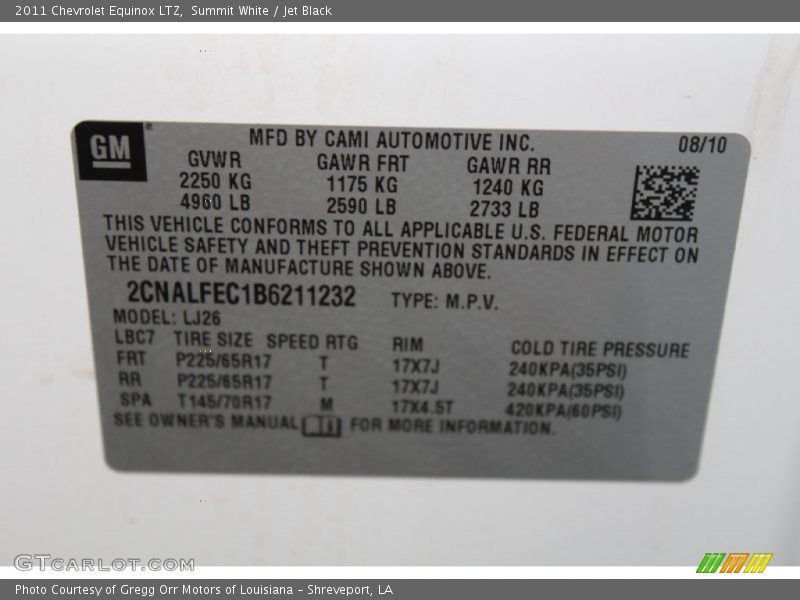 2011 Chevrolet Equinox LTZ, Summit White / Jet Black
GM
MFD BY CAMI AUTOMOTIVE INC. 08/10
GVWR GAWR FRT GAWR RR
2250 KG 1175 KG 1240 KG
4960 LB 2590 LB 2733 LB
THIS VEHICLE CONFORMS TO ALL APPLICABLE U.S. FEDERAL MOTOR
VEHICLE SAFETY AND THEFT PREVENTION STANDARDS IN EFFECT ON
THE DATE OF MANUFACTURE SHOWN ABOVE.
2CNALFEC1B6211232 TYPE: M.P.V.
MODEL: LJ26
LBC7 TIRE SIZE SPEED RTG RIM COLD TIRE PRESSURE
FRT P225/65R17 T 17X7J 240KPA(35PSI)
RR P225/65R17 T 17X7J 240KPA(35PSI)
SPA T145/70R17 M 17X4.5T 420KPA(60PSI)
SEE OWNER'S MANUAL FOR MORE INFORMATION.
GTCARLOT.COM
Photo Courtesy of Gregg Orr Motors of Louisiana - Shreveport, LA